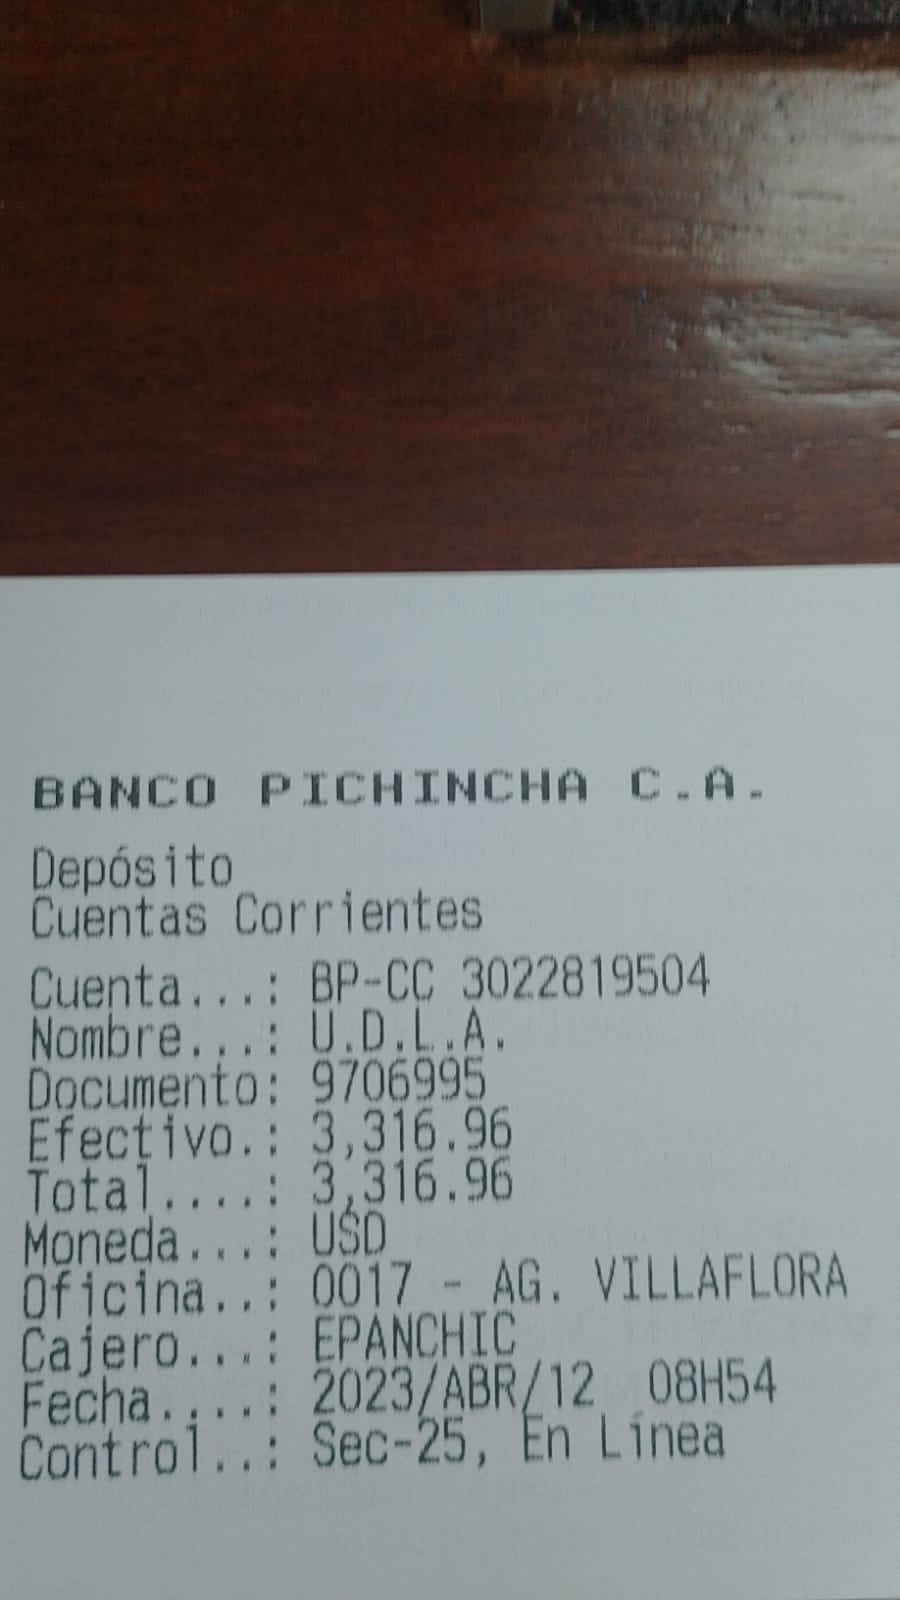 BANCO PICHINCHA C.A.
Depósito
Cuentas Corrientes
Cuenta...: BP-CC 3022819504
Nombre...: U.D.L.A.
Documento: 9706995
Efectivo.: 3,316.96
Total....: 3,316.96
Moneda...: USD
Oficina..: 0017 - AG. VILLAFLORA
Cajero...: EPANCHIC
Fecha....: 2023/ABR/12 08H54
Control..: Sec-25, En Línea